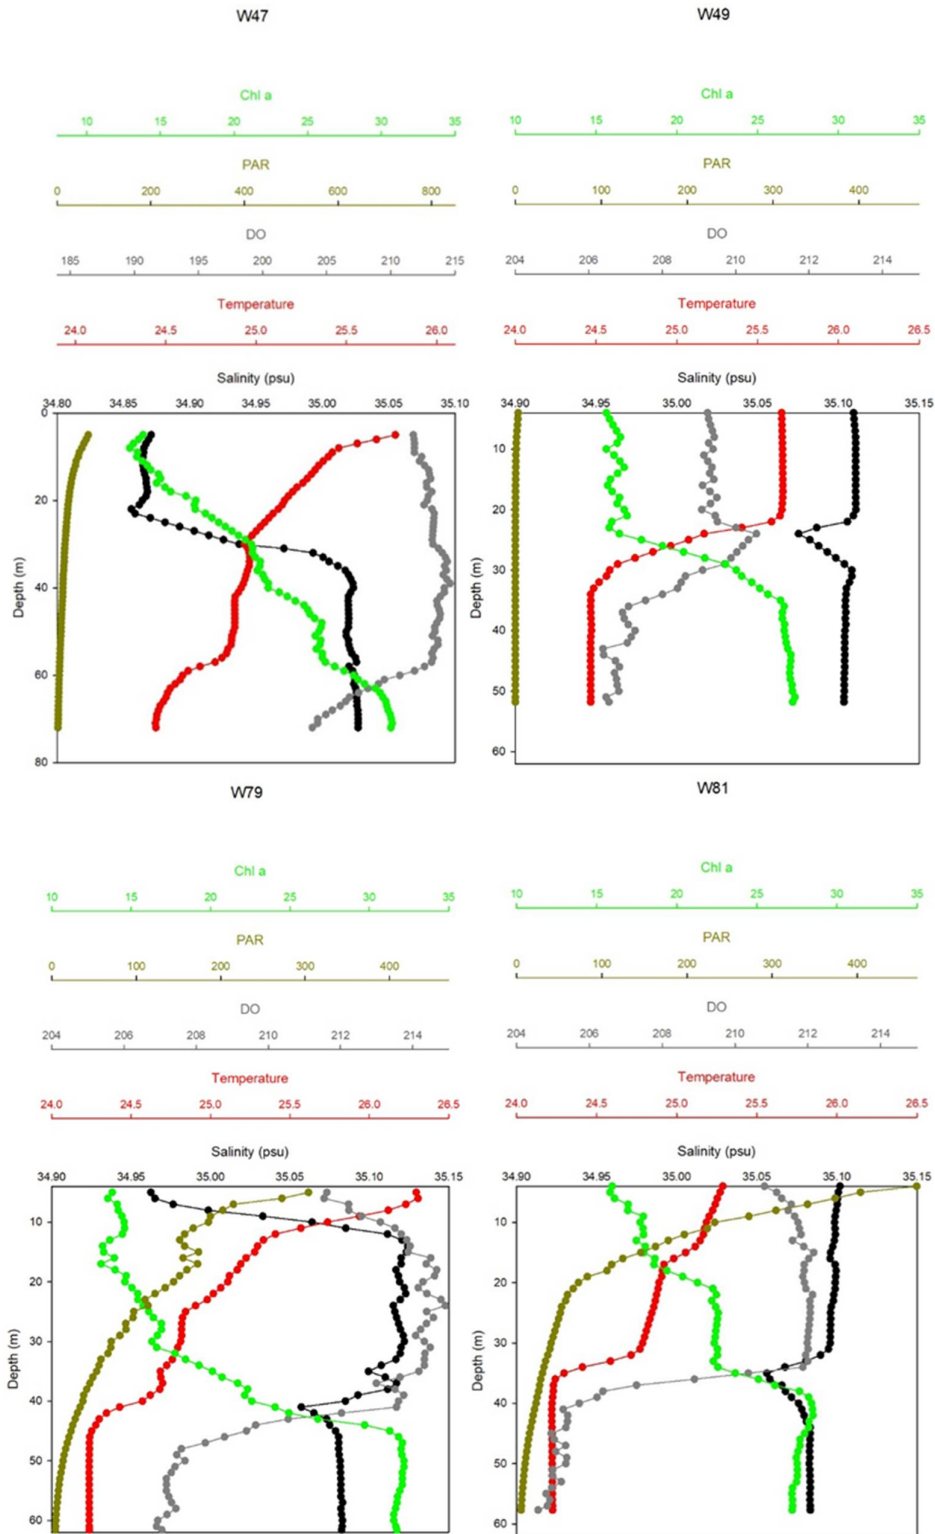 W47
Chl a
10 15 20 25 30 35
PAR
0 200 400 600 800
DO
185 190 195 200 205 210 215
Temperature
24.0 24.5 25.0 25.5 26.0
Salinity (psu)
34.80 34.85 34.90 34.95 35.00 35.05 35.10
0
20
40
60
80
Depth (m)
W49
Chl a
10 15 20 25 30 35
PAR
0 100 200 300 400
DO
204 206 208 210 212 214
Temperature
24.0 24.5 25.0 25.5 26.0 26.5
Salinity (psu)
34.90 34.95 35.00 35.05 35.10 35.15
10
20
30
40
50
60
Depth (m)
W79
Chl a
10 15 20 25 30 35
PAR
0 100 200 300 400
DO
204 206 208 210 212 214
Temperature
24.0 24.5 25.0 25.5 26.0 26.5
Salinity (psu)
34.90 34.95 35.00 35.05 35.10 35.15
10
20
30
40
50
60
Depth (m)
W81
Chl a
10 15 20 25 30 35
PAR
0 100 200 300 400
DO
204 206 208 210 212 214
Temperature
24.0 24.5 25.0 25.5 26.0 26.5
Salinity (psu)
34.90 34.95 35.00 35.05 35.10 35.15
10
20
30
40
50
60
Depth (m)